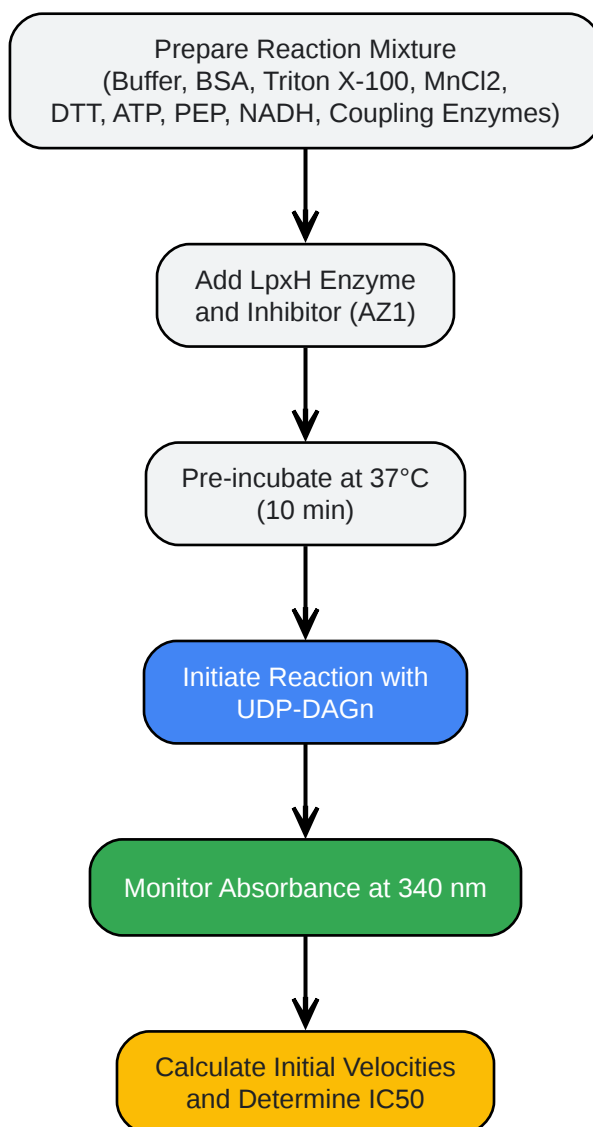 Prepare Reaction Mixture
(Buffer, BSA, Triton X-100, MnCl2,
DTT, ATP, PEP, NADH, Coupling Enzymes)
Add LpxH Enzyme
and Inhibitor (AZ1)
Pre-incubate at 37°C
(10 min)
Initiate Reaction with
UDP-DAGn
Monitor Absorbance at 340 nm
Calculate Initial Velocities
and Determine IC50